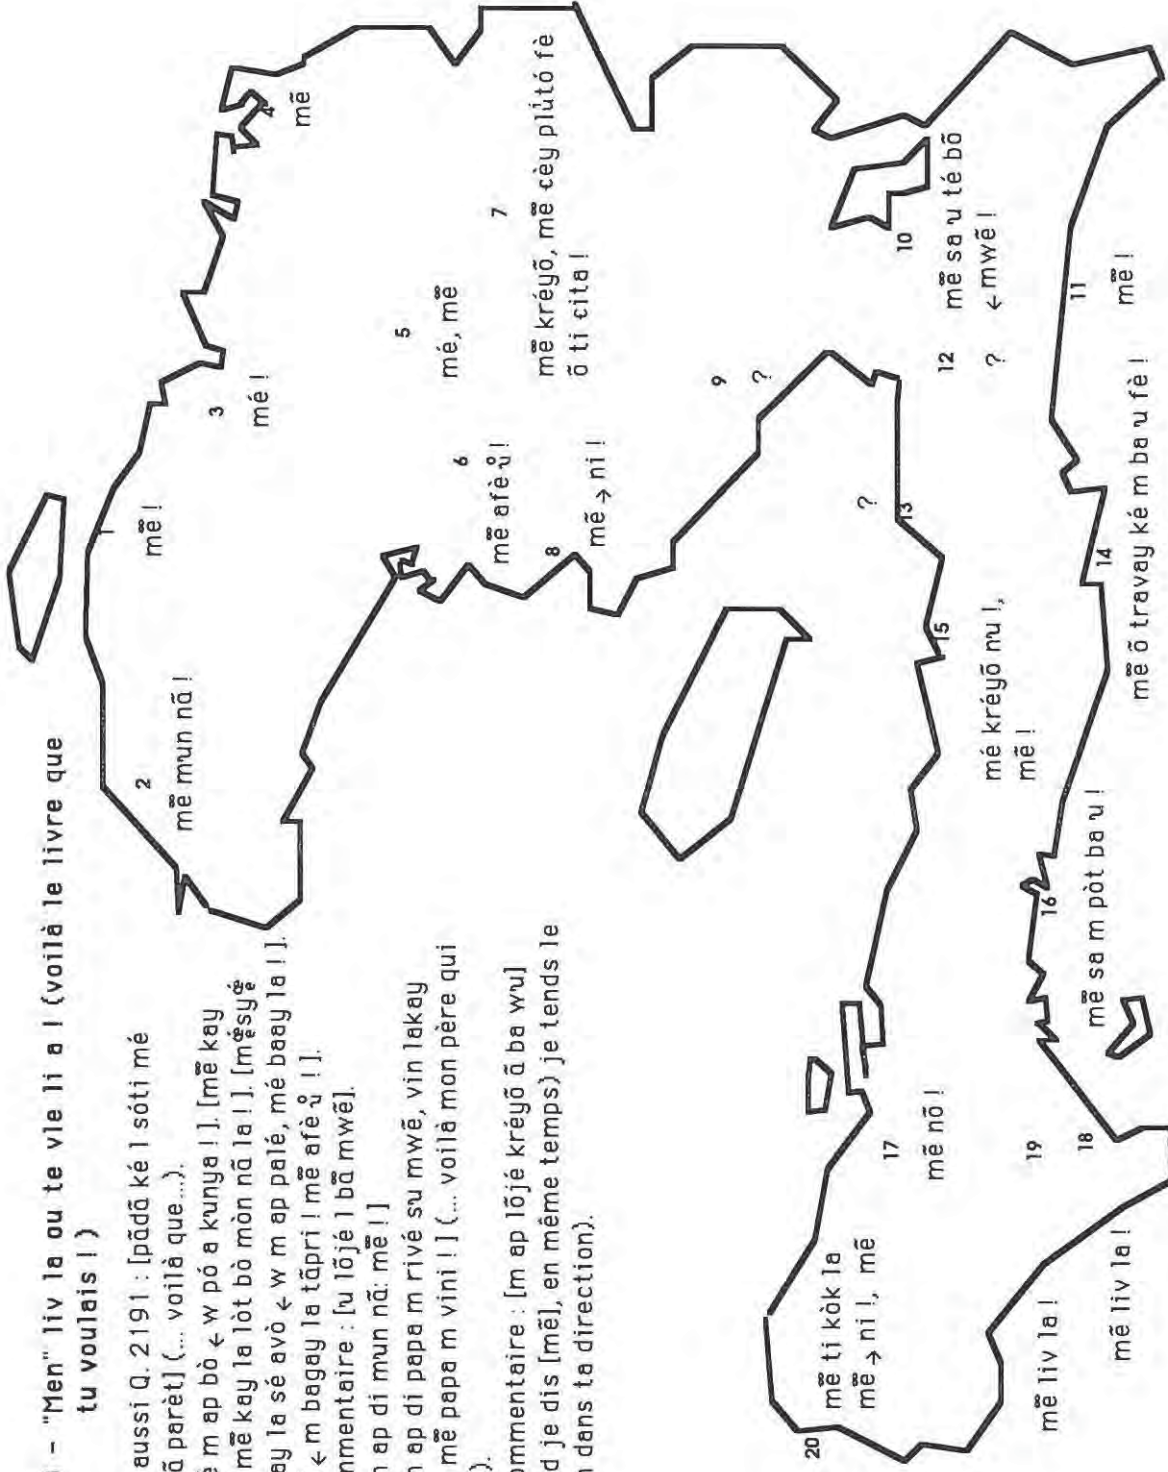 – "Men" liv la ou te vle li a ! (voilà le livre que
tu voulais ! )
aussi Q. 2191 : [pãdã ké l sóti mé
parèt] (... voilà que...).
m ap bò ← w pó a kunya ! ]. [mẽ kay
mẽ kay la lòt bò mòn nã la ! ].
la sé avò ← w m ap palé, mé baay la ! ].
← m bagay la tãpri ! mẽ afè u ! ].
[u lõjé l bã mwẽ].
ap di mun nã: mẽ ! ]
ap di papa m rivé su mwẽ, vin lakay
mẽ papa m vini ! ] (... voilà mon père qui
).
: [m ap lõjé kréyõ ã ba wu]
je dis [mẽ], en même temps) je tends le
dans ta direction).
1
mẽ !
2
mẽ mun nã !
3
mé !
4
mẽ
5
mé, mẽ
6
mẽ afè u !
7
mẽ kréyõ, mẽ cèy plùtó fè
õ ti cita !
8
mẽ → ni !
9
?
10
mẽ sa u té bõ
← mwẽ !
11
mẽ !
12
?
13
?
14
mẽ õ travay ké m ba u fè !
15
mé kréyõ nu !,
mẽ !
16
mẽ sa m pòt ba u !
17
mẽ nõ !
18
mẽ liv la !
19
mẽ liv la !
20
mẽ ti kòk la
mẽ → ni !, mẽ